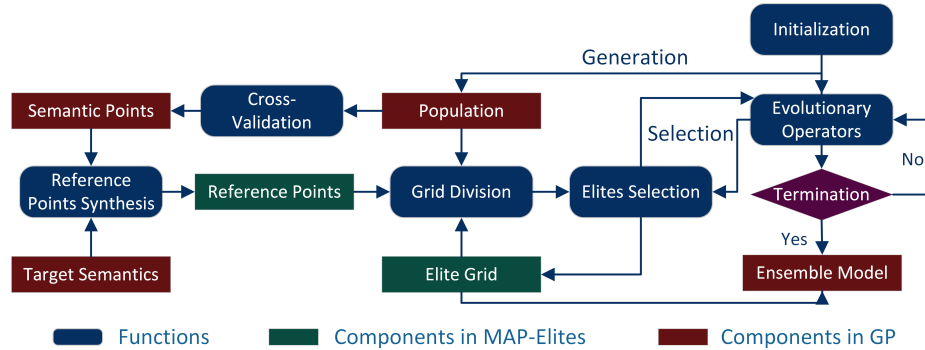 Initialization
Generation
Semantic Points
Cross-
Validation
Population
Evolutionary
Operators
Selection
Reference
Points Synthesis
Reference Points
Grid Division
Elites Selection
Termination
No
Yes
Target Semantics
Elite Grid
Ensemble Model
Functions
Components in MAP-Elites
Components in GP